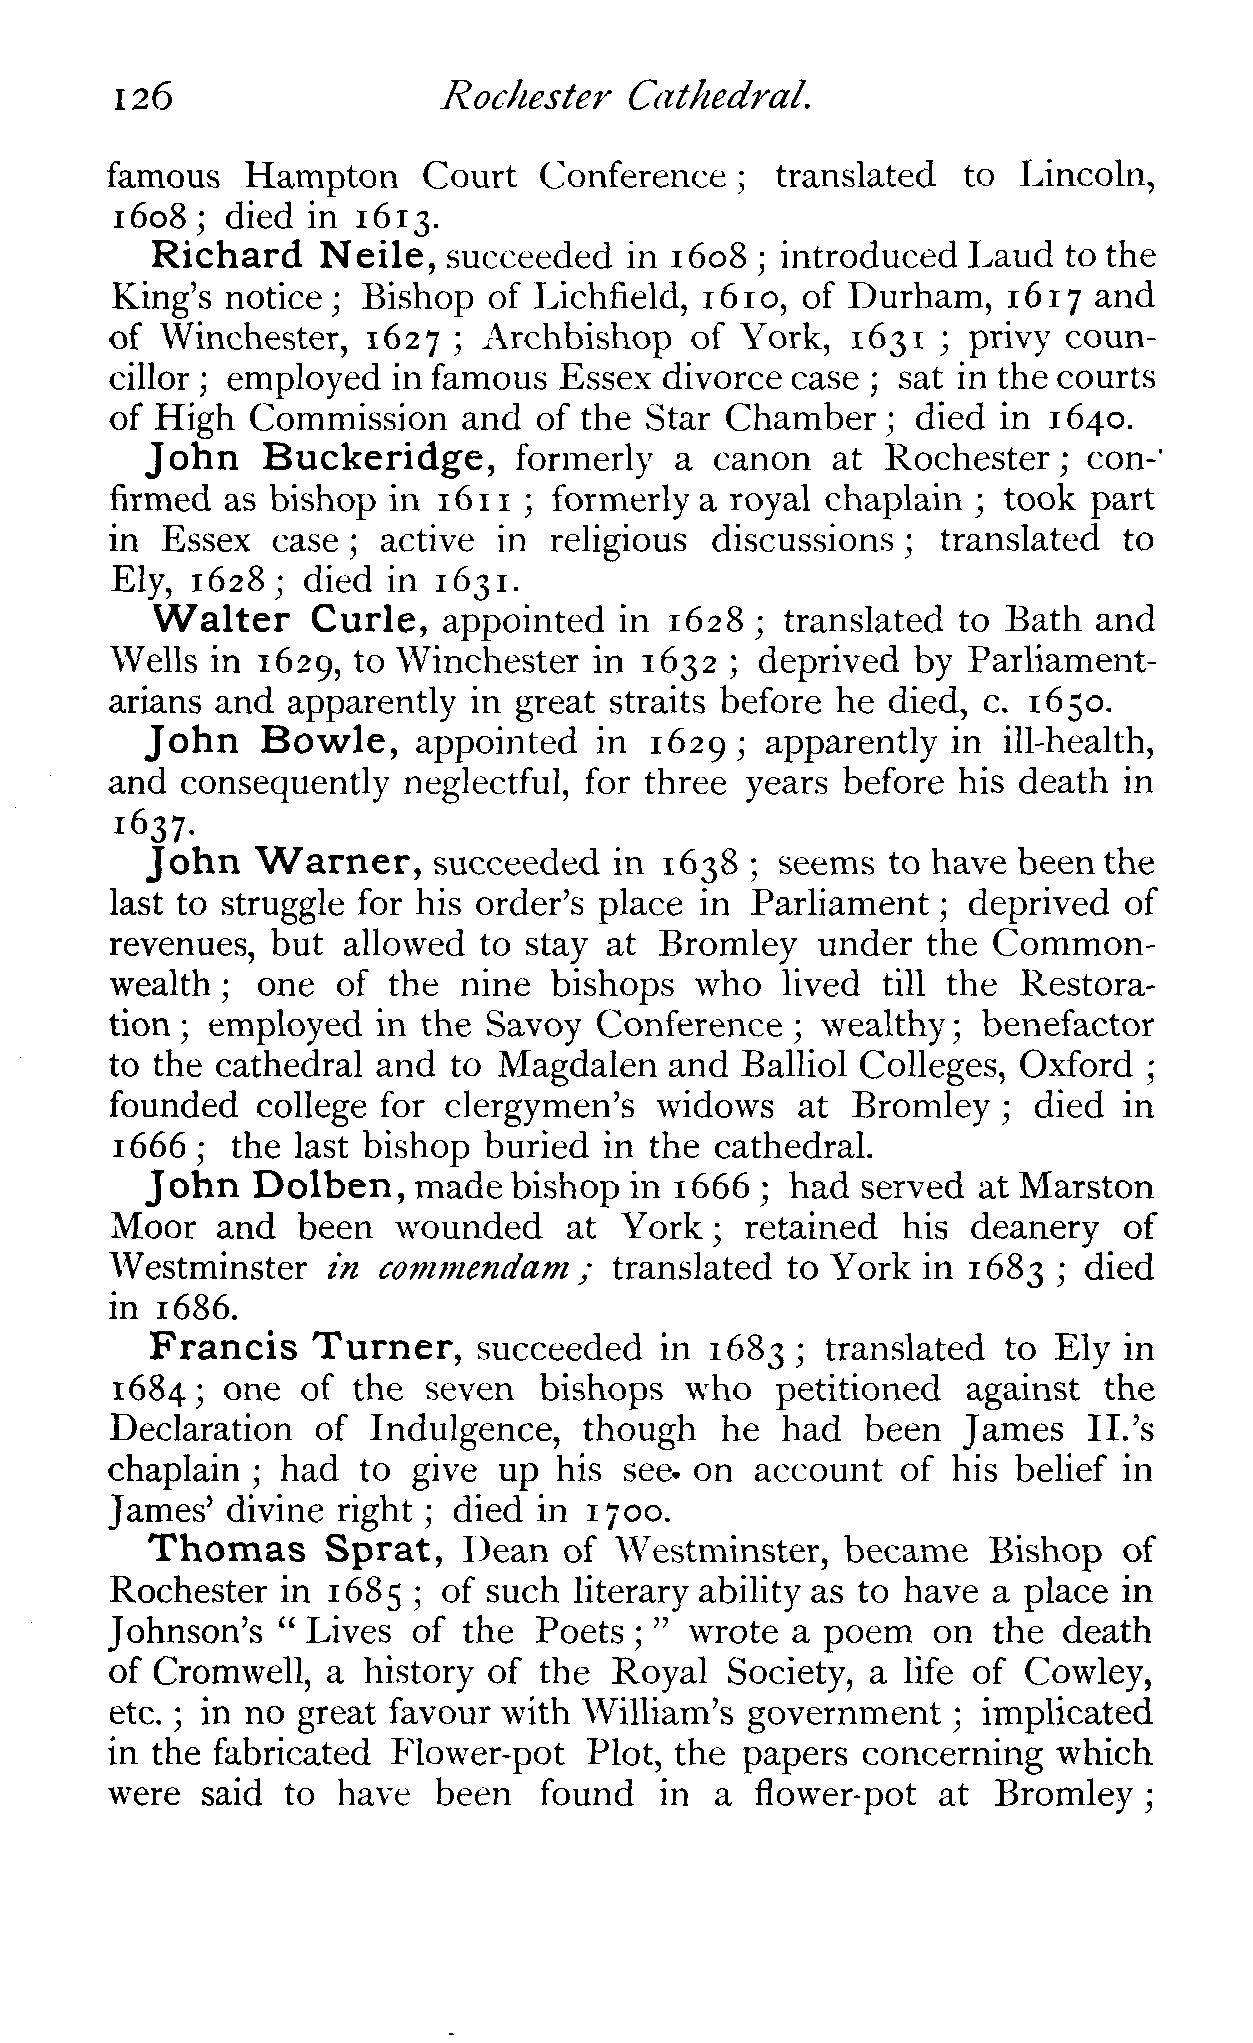 126 Rochester Cathedral.
famous Hampton Court Conference ; translated to Lincoln,
1608 ; died in 1613.
Richard Neile, succeeded in 1608 ; introduced Laud to the
King's notice ; Bishop of Lichfield, 1610, of Durham, 1617 and
of Winchester, 1627 ; Archbishop of York, 1631 ; privy coun-
cillor ; employed in famous Essex divorce case ; sat in the courts
of High Commission and of the Star Chamber ; died in 1640.
John Buckeridge, formerly a canon at Rochester ; con-
firmed as bishop in 1611 ; formerly a royal chaplain ; took part
in Essex case ; active in religious discussions ; translated to
Ely, 1628 ; died in 1631.
Walter Curle, appointed in 1628 ; translated to Bath and
Wells in 1629, to Winchester in 1632 ; deprived by Parliament-
arians and apparently in great straits before he died, c. 1650.
John Bowle, appointed in 1629 ; apparently in ill-health,
and consequently neglectful, for three years before his death in
1637.
John Warner, succeeded in 1638 ; seems to have been the
last to struggle for his order's place in Parliament ; deprived of
revenues, but allowed to stay at Bromley under the Common-
wealth ; one of the nine bishops who lived till the Restora-
tion ; employed in the Savoy Conference ; wealthy ; benefactor
to the cathedral and to Magdalen and Balliol Colleges, Oxford ;
founded college for clergymen's widows at Bromley ; died in
1666 ; the last bishop buried in the cathedral.
John Dolben, made bishop in 1666 ; had served at Marston
Moor and been wounded at York ; retained his deanery of
Westminster in commendam ; translated to York in 1683 ; died
in 1686.
Francis Turner, succeeded in 1683 ; translated to Ely in
1684 ; one of the seven bishops who petitioned against the
Declaration of Indulgence, though he had been James II.'s
chaplain ; had to give up his see. on account of his belief in
James' divine right ; died in 1700.
Thomas Sprat, Dean of Westminster, became Bishop of
Rochester in 1685 ; of such literary ability as to have a place in
Johnson's " Lives of the Poets ; " wrote a poem on the death
of Cromwell, a history of the Royal Society, a life of Cowley,
etc. ; in no great favour with William's government ; implicated
in the fabricated Flower-pot Plot, the papers concerning which
were said to have been found in a flower-pot at Bromley ;